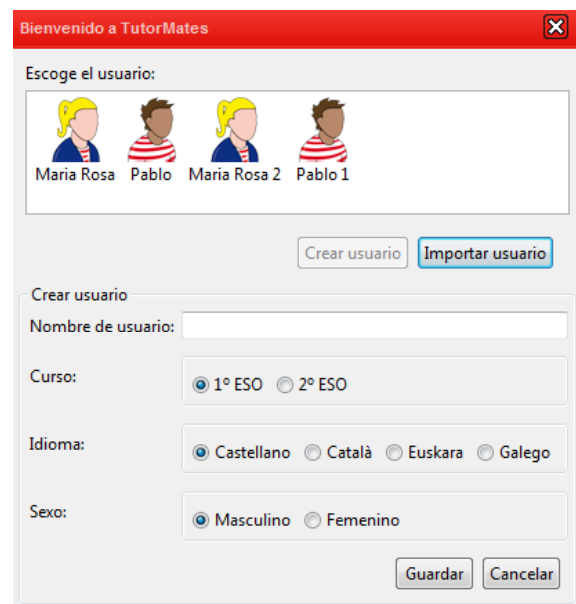 Bienvenido a TutorMates
Escoge el usuario:
Maria Rosa Pablo Maria Rosa 2 Pablo 1
Crear usuario Importar usuario
Crear usuario
Nombre de usuario:
Curso: 1º ESO 2º ESO
Idioma: Castellano Català Euskara Galego
Sexo: Masculino Femenino
Guardar Cancelar